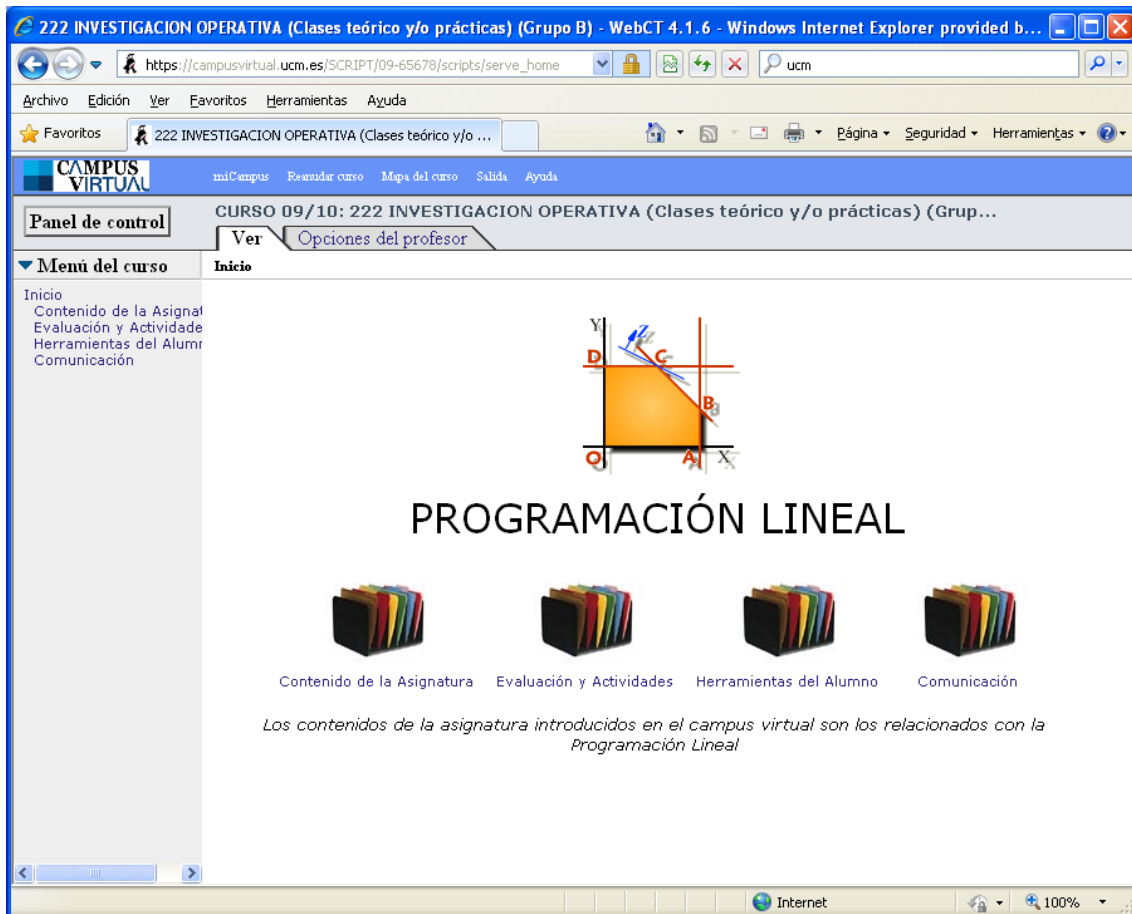 222 INVESTIGACION OPERATIVA (Clases teórico y/o prácticas) (Grupo B) - WebCT 4.1.6 - Windows Internet Explorer provided b...
https://campusvirtual.ucm.es/SCRIPT/09-65678/scripts/serve_home
ucm
Archivo Edición Ver Favoritos Herramientas Ayuda
Favoritos
222 INVESTIGACION OPERATIVA (Clases teórico y/o ...
Página
Seguridad
Herramientas
CAMPUS
VIRTUAL
miCampus Reanudar curso Mapa del curso Salida Ayuda
Panel de control
CURSO 09/10: 222 INVESTIGACION OPERATIVA (Clases teórico y/o prácticas) (Grup...
Ver
Opciones del profesor
Menú del curso
Inicio
Inicio
Contenido de la Asignat
Evaluación y Actividade
Herramientas del Alumn
Comunicación
Y
Z
D
C
B
O
A
X
PROGRAMACIÓN LINEAL
Contenido de la Asignatura
Evaluación y Actividades
Herramientas del Alumno
Comunicación
Los contenidos de la asignatura introducidos en el campus virtual son los relacionados con la
Programación Lineal
Internet
100%